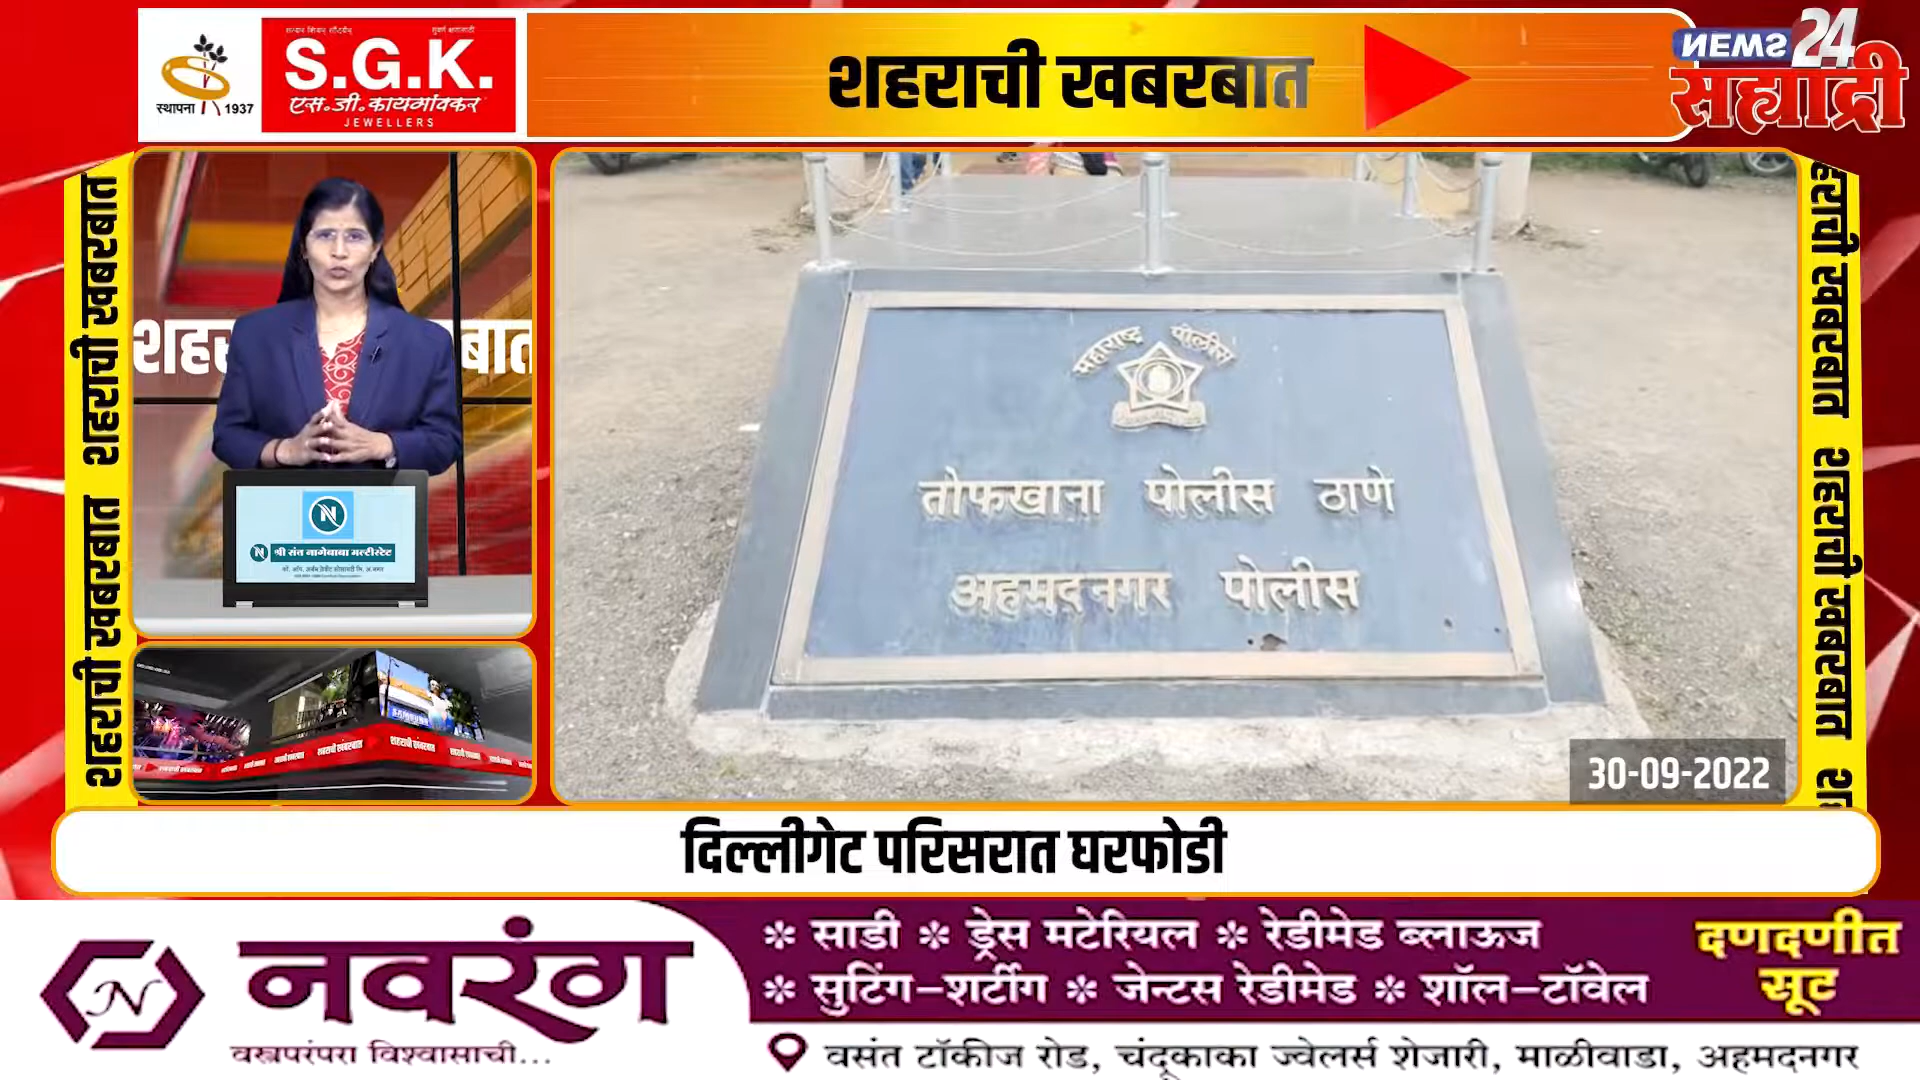 स्थापना 1937
S.G.K.
एस.जी.कायगांवकर
JEWELLERS
शहराची खबरबात
NEWS 24
सह्याद्री
शहराची खबरबात
शहराची खबरबात
शहराची खबरबात
शहराची खबरबात
श्री संत नागेबाबा मल्टीस्टेट
महाराष्ट्र पोलीस
तोफखाना पोलीस ठाणे
अहमदनगर पोलीस
30-09-2022
दिल्लीगेट परिसरात घरफोडी
नवरंग
वस्त्रपरंपरा विश्वासाची...
❊ साडी ❊ ड्रेस मटेरियल ❊ रेडीमेड ब्लाऊज
❊ सुटिंग–शर्टींग ❊ जेन्टस रेडीमेड ❊ शॉल–टॉवेल
दणदणीत
सूट
वसंत टॉकीज रोड, चंदूकाका ज्वेलर्स शेजारी, माळीवाडा, अहमदनगर